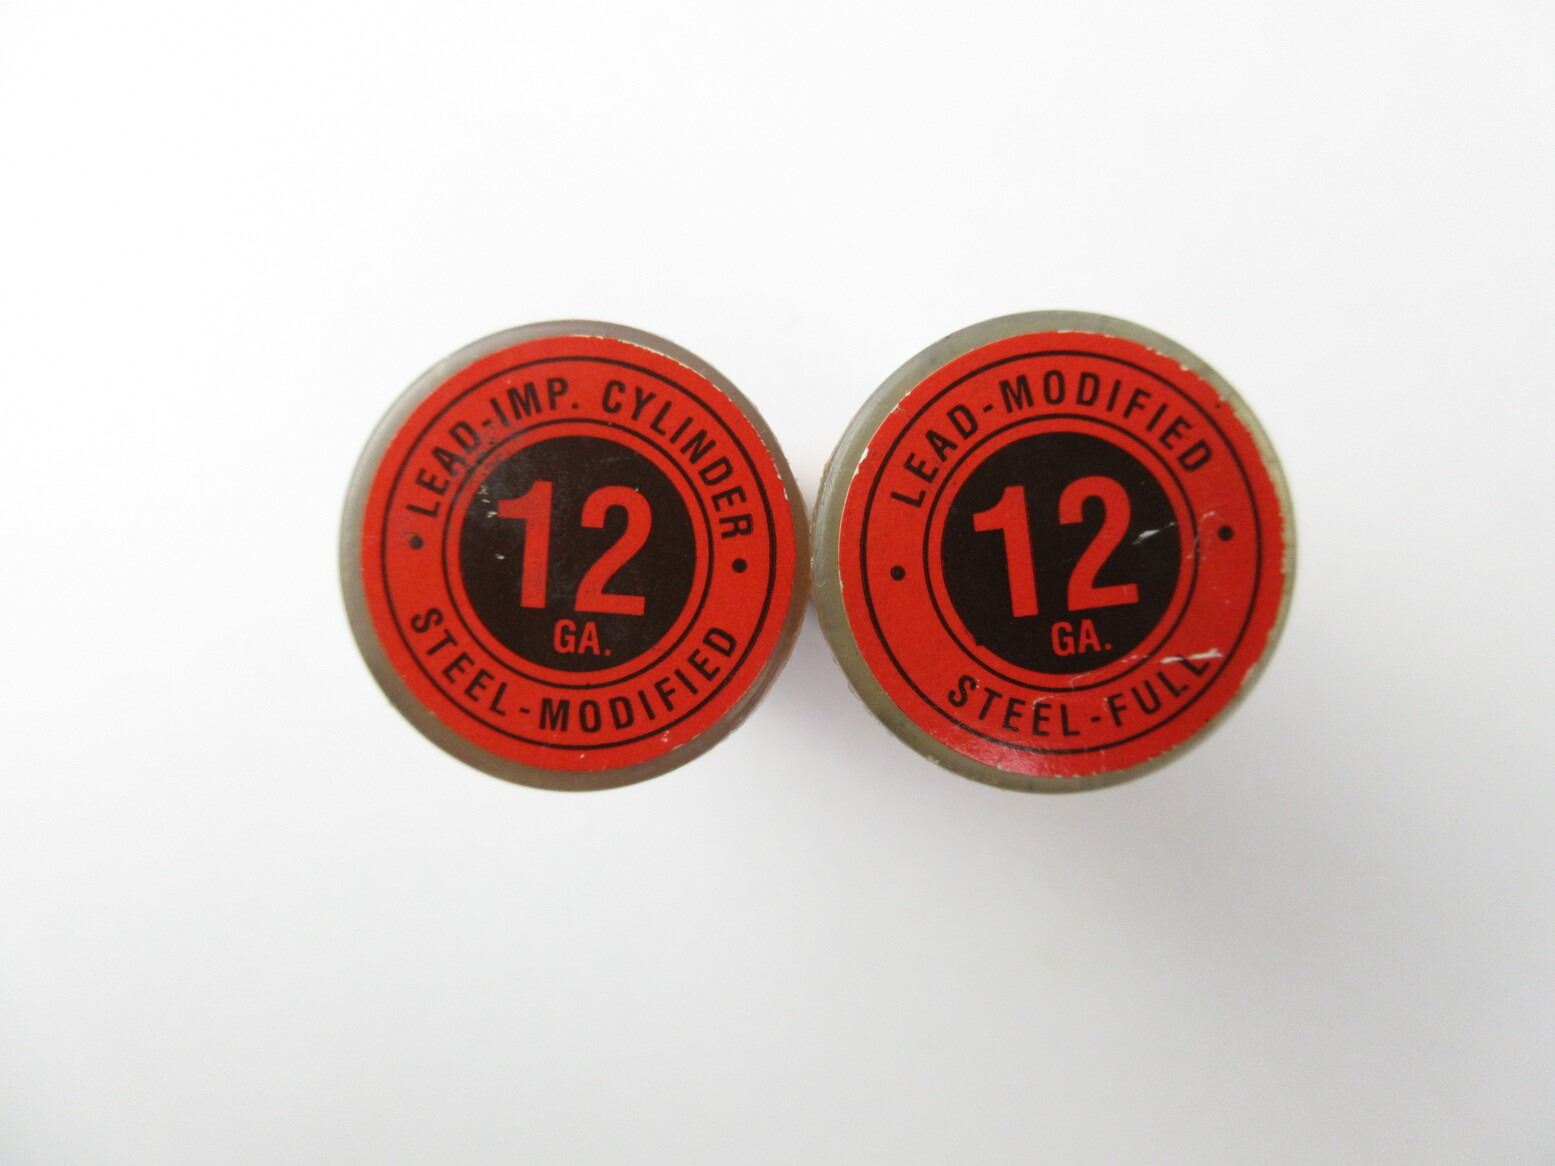 LEAD-IMP. CYLINDER
12
GA.
STEEL-MODIFIED
LEAD-MODIFIED
12
GA.
STEEL-FULL